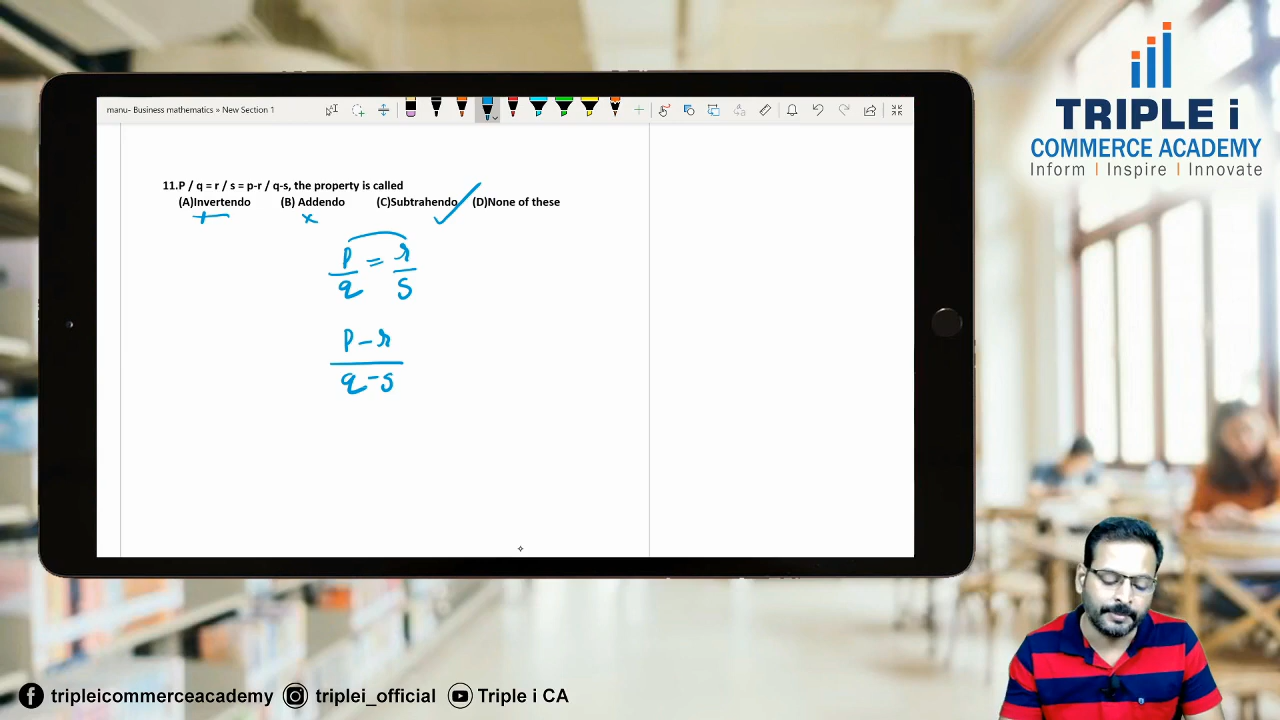 TRIPLE i
COMMERCE ACADEMY
Inform | Inspire | Innovate
manu- Business mathematics » New Section 1
11.P / q = r / s = p-r / q-s, the property is called
(A)Invertendo (B) Addendo (C)Subtrahendo (D)None of these
p/q = r/s
p-r
q-s
tripleicommerceacademy triplei_official Triple i CA